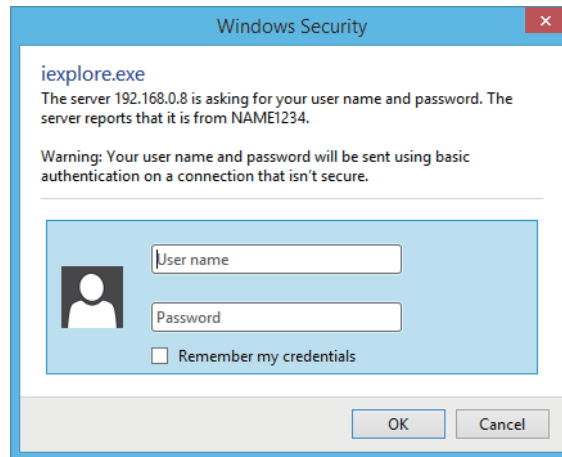 Windows Security
iexplore.exe
The server 192.168.0.8 is asking for your user name and password. The
server reports that it is from NAME1234.
Warning: Your user name and password will be sent using basic
authentication on a connection that isn't secure.
User name
Password
Remember my credentials
OK Cancel